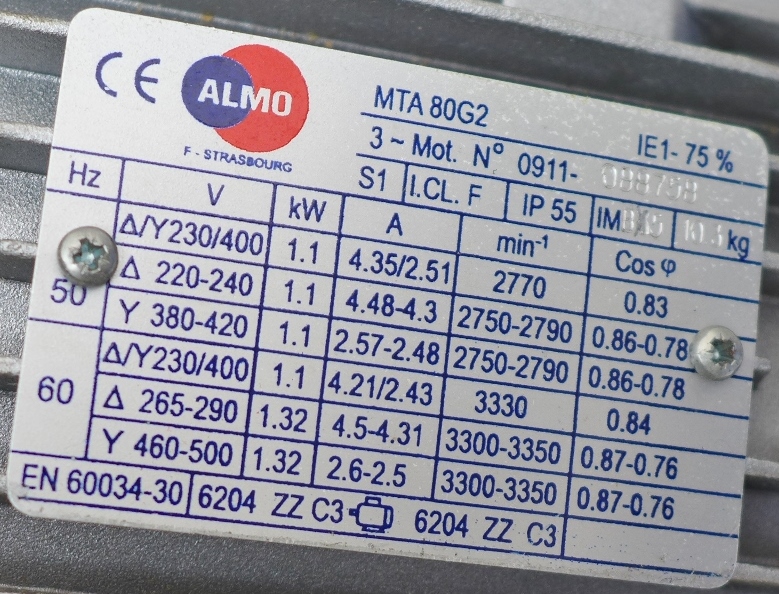 CE ALMO MTA 80G2
F - STRASBOURG
IE1- 75 %
3 ~ Mot. N° 0911-
S1 I.CL. F IP 55 IM kg
Hz V kW A min-1 Cos φ
Δ/Y230/400 1.1 4.35/2.51 2770 0.83
50 Δ 220-240 1.1 4.48-4.3 2750-2790 0.86-0.78
Y 380-420 1.1 2.57-2.48 2750-2790 0.86-0.78
Δ/Y230/400 1.1 4.21/2.43 3330 0.84
60 Δ 265-290 1.32 4.5-4.31 3300-3350 0.87-0.76
Y 460-500 1.32 2.6-2.5 3300-3350 0.87-0.76
EN 60034-30 6204 ZZ C3 6204 ZZ C3